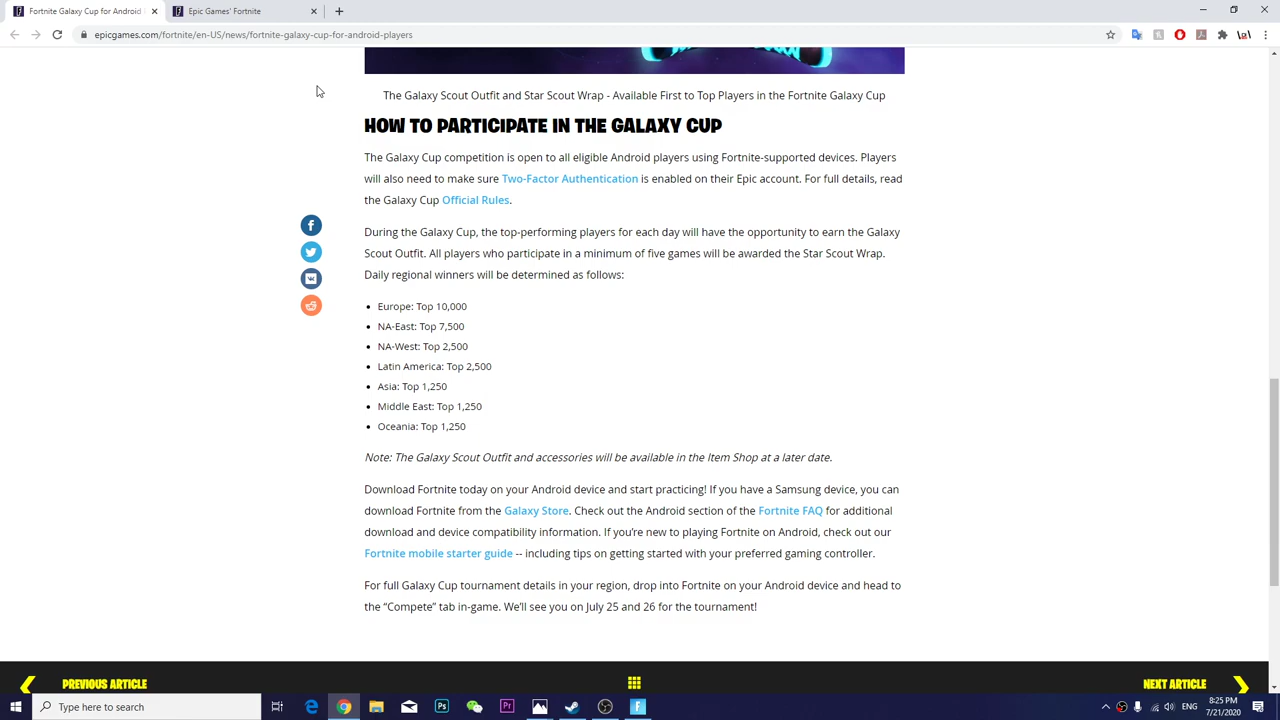 Fortnite Galaxy Cup for Android
Epic Games' Fortnite
epicgames.com/fortnite/en-US/news/fortnite-galaxy-cup-for-android-players
The Galaxy Scout Outfit and Star Scout Wrap - Available First to Top Players in the Fortnite Galaxy Cup
HOW TO PARTICIPATE IN THE GALAXY CUP
The Galaxy Cup competition is open to all eligible Android players using Fortnite-supported devices. Players
will also need to make sure Two-Factor Authentication is enabled on their Epic account. For full details, read
the Galaxy Cup Official Rules.
During the Galaxy Cup, the top-performing players for each day will have the opportunity to earn the Galaxy
Scout Outfit. All players who participate in a minimum of five games will be awarded the Star Scout Wrap.
Daily regional winners will be determined as follows:
• Europe: Top 10,000
• NA-East: Top 7,500
• NA-West: Top 2,500
• Latin America: Top 2,500
• Asia: Top 1,250
• Middle East: Top 1,250
• Oceania: Top 1,250
Note: The Galaxy Scout Outfit and accessories will be available in the Item Shop at a later date.
Download Fortnite today on your Android device and start practicing! If you have a Samsung device, you can
download Fortnite from the Galaxy Store. Check out the Android section of the Fortnite FAQ for additional
download and device compatibility information. If you're new to playing Fortnite on Android, check out our
Fortnite mobile starter guide -- including tips on getting started with your preferred gaming controller.
For full Galaxy Cup tournament details in your region, drop into Fortnite on your Android device and head to
the “Compete” tab in-game. We'll see you on July 25 and 26 for the tournament!
PREVIOUS ARTICLE
NEXT ARTICLE
Type here to search
ENG
8:25 PM
7/21/2020